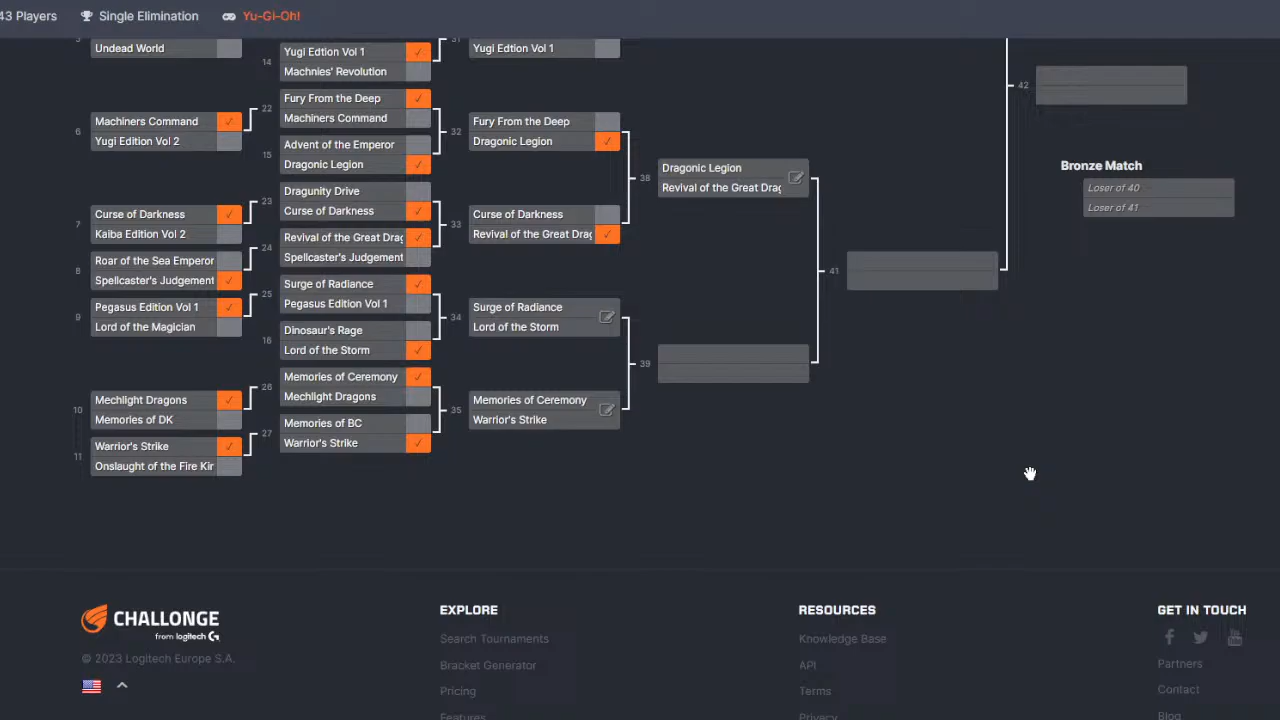 43 Players
Single Elimination
Yu-Gi-Oh!
Undead World
6
Machiners Command
Yugi Edition Vol 2
7
Curse of Darkness
Kaiba Edition Vol 2
8
Roar of the Sea Emperor
Spellcaster's Judgement
9
Pegasus Edition Vol 1
Lord of the Magician
10
Mechlight Dragons
Memories of DK
11
Warrior's Strike
Onslaught of the Fire Kir
14
Yugi Edtion Vol 1
Machnies' Revolution
22
Fury From the Deep
Machiners Command
15
Advent of the Emperor
Dragonic Legion
23
Dragunity Drive
Curse of Darkness
24
Revival of the Great Drag
Spellcaster's Judgement
25
Surge of Radiance
Pegasus Edition Vol 1
16
Dinosaur's Rage
Lord of the Storm
26
Memories of Ceremony
Mechlight Dragons
27
Memories of BC
Warrior's Strike
31
Yugi Edtion Vol 1
32
Fury From the Deep
Dragonic Legion
33
Curse of Darkness
Revival of the Great Drag
34
Surge of Radiance
Lord of the Storm
35
Memories of Ceremony
Warrior's Strike
38
Dragonic Legion
Revival of the Great Drag
39
41
42
Bronze Match
Loser of 40
Loser of 41
CHALLONGE
from logitech G
© 2023 Logitech Europe S.A.
EXPLORE
Search Tournaments
Bracket Generator
Pricing
Features
RESOURCES
Knowledge Base
API
Terms
Privacy
GET IN TOUCH
Partners
Contact
Blog